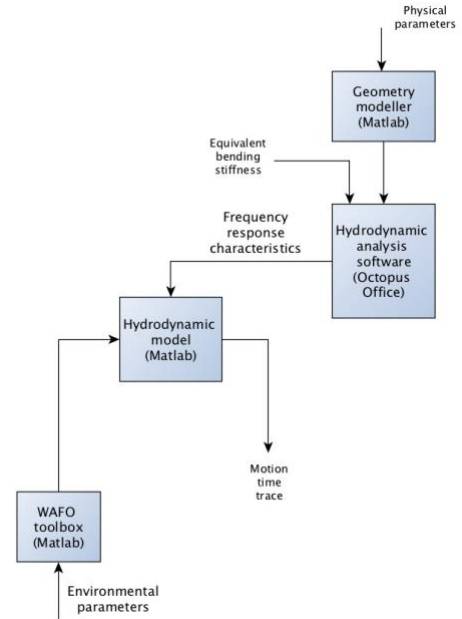 Physical
parameters
Geometry
modeller
(Matlab)
Equivalent
bending
stiffness
Frequency
response
characteristics
Hydrodynamic
analysis
software
(Octopus
Office)
Hydrodynamic
model
(Matlab)
Motion
time
trace
WAFO
toolbox
(Matlab)
Environmental
parameters